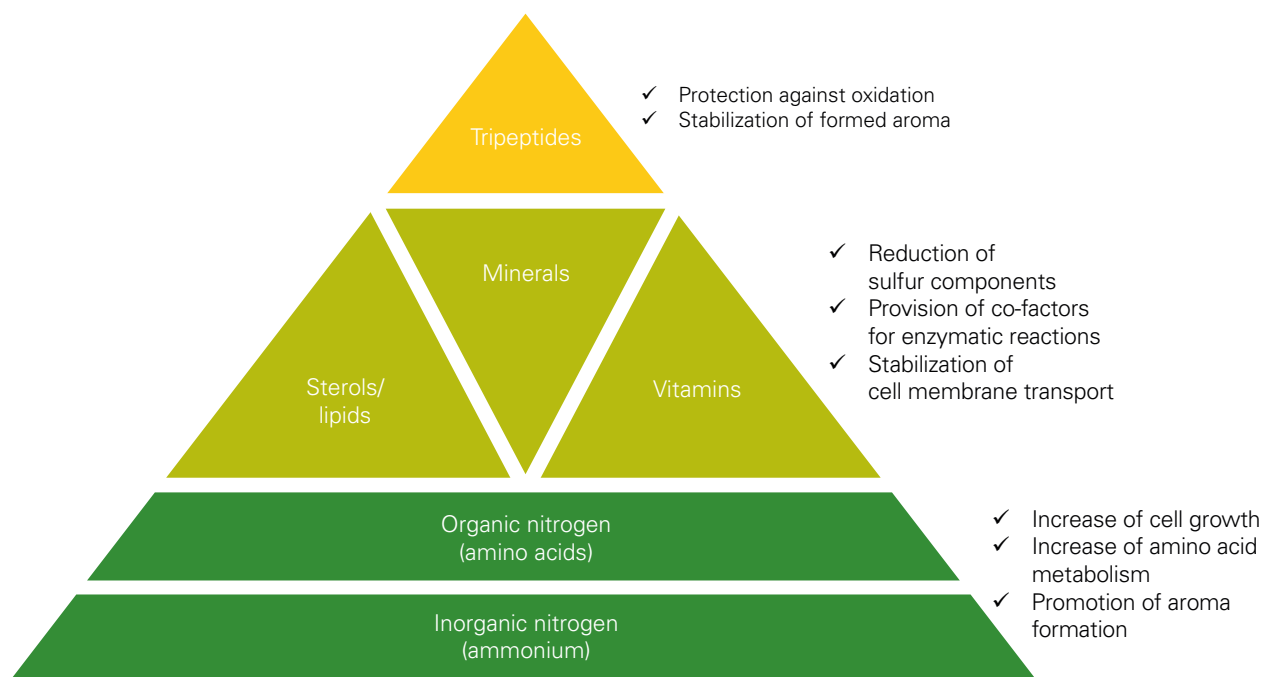 Tripeptides
✓ Protection against oxidation
✓ Stabilization of formed aroma
Minerals
Sterols/
lipids
Vitamins
✓ Reduction of
sulfur components
✓ Provision of co-factors
for enzymatic reactions
✓ Stabilization of
cell membrane transport
Organic nitrogen
(amino acids)
Inorganic nitrogen
(ammonium)
✓ Increase of cell growth
✓ Increase of amino acid
metabolism
✓ Promotion of aroma
formation